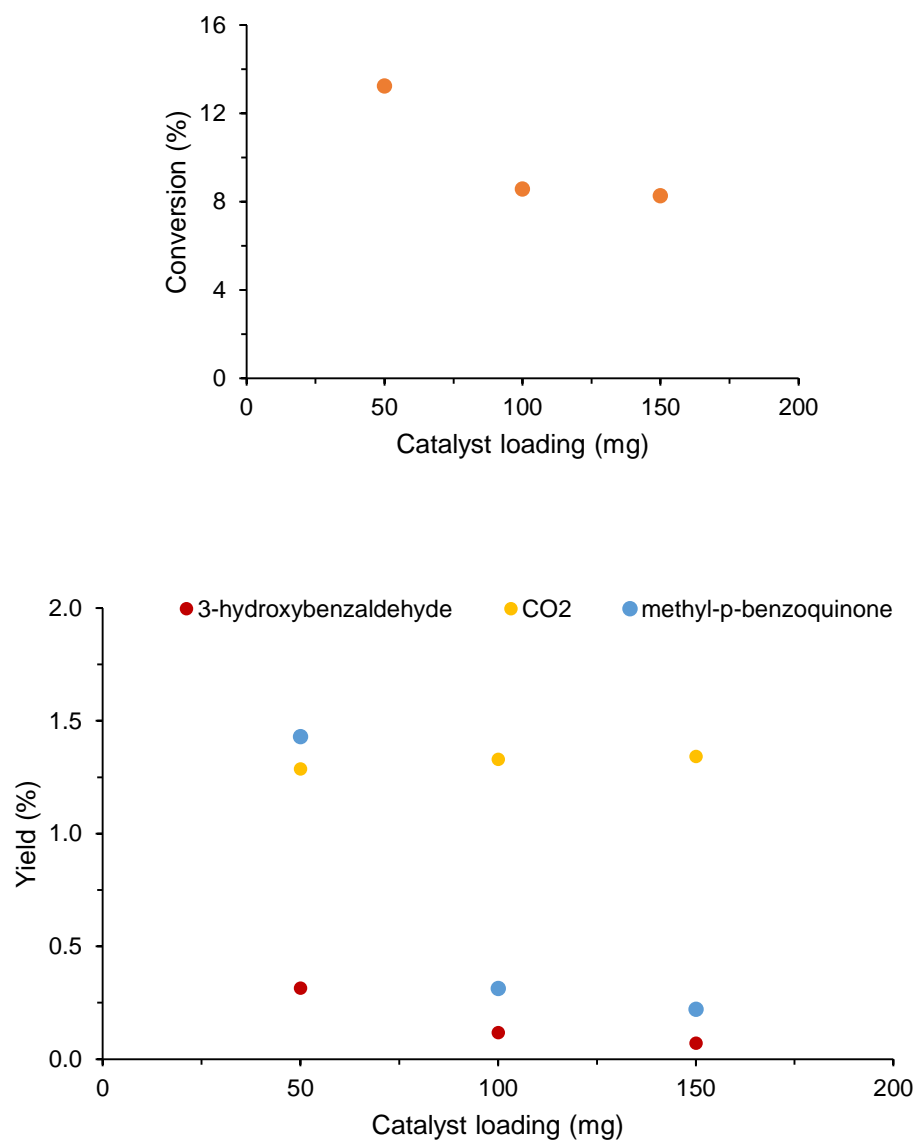 16
12
8
4
0
Conversion (%)
0 50 100 150 200
Catalyst loading (mg)
3-hydroxybenzaldehyde CO2 methyl-p-benzoquinone
2.0
1.5
1.0
0.5
0.0
Yield (%)
0 50 100 150 200
Catalyst loading (mg)